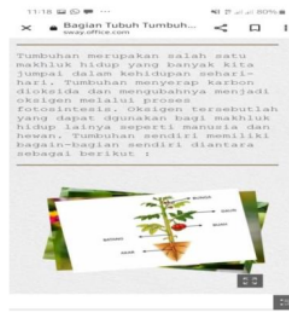 11:18 80%
Bagian Tubuh Tumbuh...
sway.office.com
Tumbuhan merupakan salah satu
makhluk hidup yang banyak kita
jumpai dalam kehidupan sehari-
hari. Tumbuhan menyerap karbon
dioksida dan mengubahnya menjadi
oksigen melalui proses
fotosintesis. Oksigen tersebutlah
yang dapat dgunakan bagi makhluk
hidup lainya seperti manusia dan
hewan. Tumbuhan sendiri memiliki
bagain-bagian sendiri diantara
sebagai berikut :
BUNGA
DAUN
BUAH
BATANG
AKAR